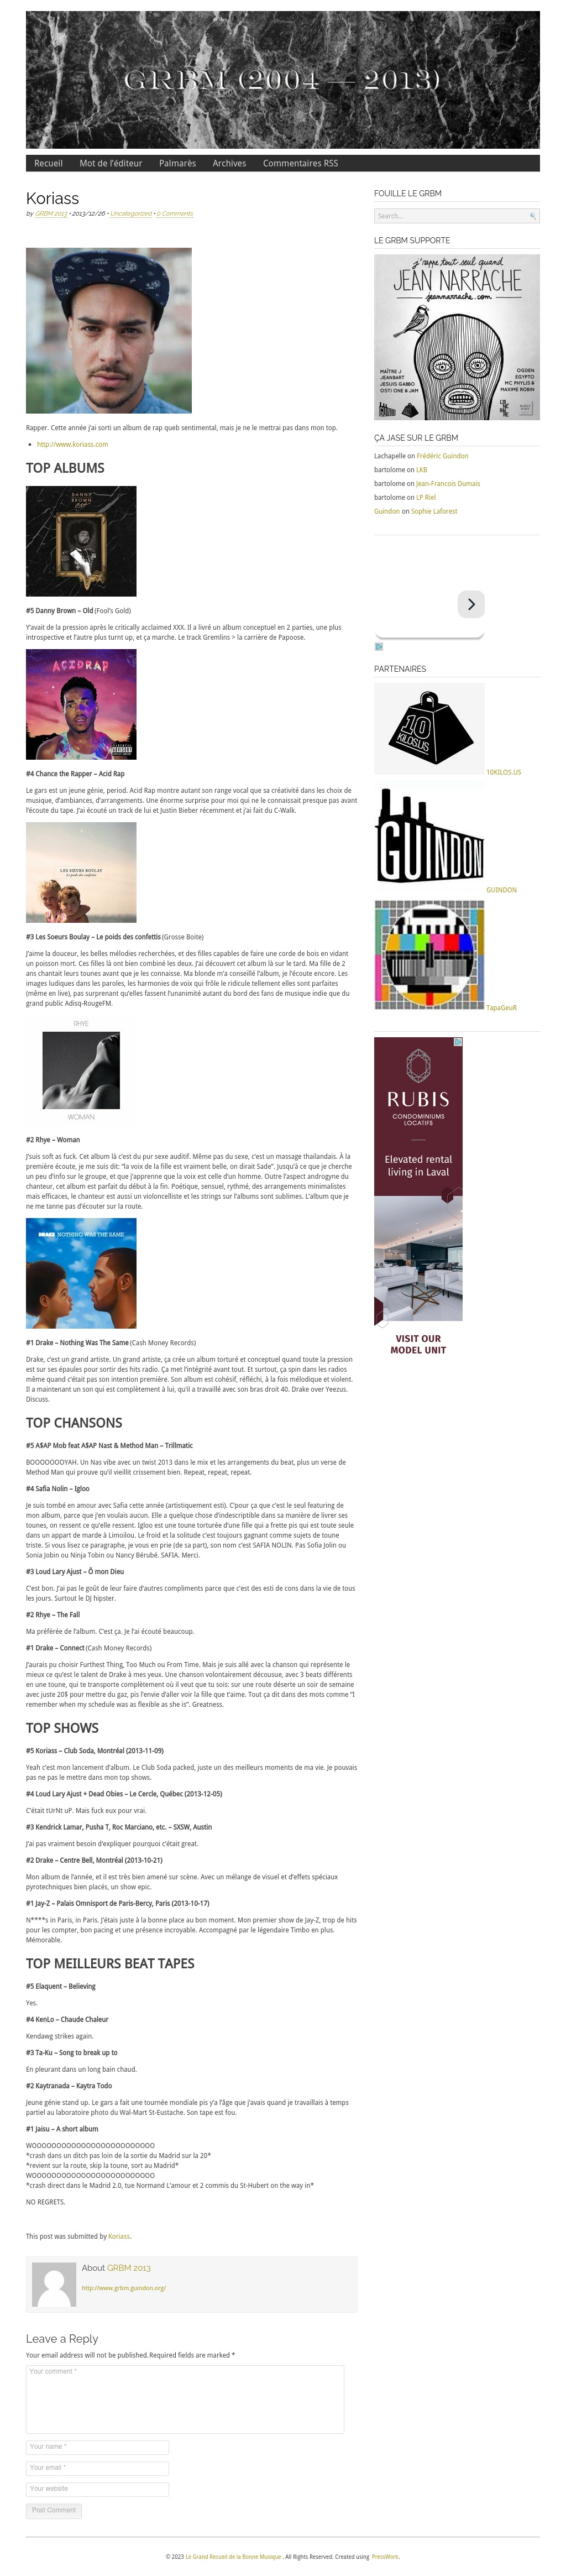 GRBM (2004 — 2013)
Recueil Mot de l'éditeur Palmarès Archives Commentaires RSS
Koriass
by GRBM 2013 • 2013/12/26 • Uncategorized • 0 Comments
Rapper. Cette année j'ai sorti un album de rap queb sentimental, mais je ne le mettrai pas dans mon top.
http://www.koriass.com
TOP ALBUMS
#5 Danny Brown – Old (Fool's Gold)
Y'avait de la pression après le critically acclaimed XXX. Il a livré un album conceptuel en 2 parties, une plus
introspective et l'autre plus turnt up, et ça marche. Le track Gremlins > la carrière de Papoose.
ACIDRAP
#4 Chance the Rapper – Acid Rap
Le gars est un jeune génie, period. Acid Rap montre autant son range vocal que sa créativité dans les choix de
musique, d'ambiances, d'arrangements. Une énorme surprise pour moi qui ne le connaissait presque pas avant
l'écoute du tape. J'ai écouté un track de lui et Justin Bieber récemment et j'ai fait du C-Walk.
LES SŒURS BOULAY
Le poids des confettis
#3 Les Soeurs Boulay – Le poids des confettis (Grosse Boite)
J'aime la douceur, les belles mélodies recherchées, et des filles capables de faire une corde de bois en vidant
un poisson mort. Ces filles là ont bien combiné les deux. J'ai découvert cet album là sur le tard. Ma fille de 2
ans chantait leurs tounes avant que je les connaisse. Ma blonde m'a conseillé l'album, je l'écoute encore. Les
images ludiques dans les paroles, les harmonies de voix qui frôle le ridicule tellement elles sont parfaites
(même en live), pas surprenant qu'elles fassent l'unanimité autant du bord des fans de musique indie que du
grand public Adisq-RougeFM.
RHYE
WOMAN
#2 Rhye – Woman
J'suis soft as fuck. Cet album là c'est du pur sexe auditif. Même pas du sexe, c'est un massage thaïlandais. À la
première écoute, je me suis dit: "la voix de la fille est vraiment belle, on dirait Sade". Jusqu'à ce que je cherche
un peu d'info sur le groupe, et que j'apprenne que la voix est celle d'un homme. Outre l'aspect androgyne du
chanteur, cet album est parfait du début à la fin. Poétique, sensuel, rythmé, des arrangements minimalistes
mais efficaces, le chanteur est aussi un violoncelliste et les strings sur l'albums sont sublimes. L'album que je
ne me tanne pas d'écouter sur la route.
DRAKE NOTHING WAS THE SAME
#1 Drake – Nothing Was The Same (Cash Money Records)
Drake, c'est un grand artiste. Un grand artiste, ça crée un album torturé et conceptuel quand toute la pression
est sur ses épaules pour sortir des hits radio. Ça met l'intégrité avant tout. Et surtout, ça spin dans les radios
même quand c'était pas son intention première. Son album est cohésif, réfléchi, à la fois mélodique et violent.
Il a maintenant un son qui est complètement à lui, qu'il a travaillé avec son bras droit 40. Drake over Yeezus.
Discuss.
TOP CHANSONS
#5 A$AP Mob feat A$AP Nast & Method Man – Trillmatic
BOOOOOOOYAH. Un Nas vibe avec un twist 2013 dans le mix et les arrangements du beat, plus un verse de
Method Man qui prouve qu'il vieillit crissement bien. Repeat, repeat, repeat.
#4 Safia Nolin – Igloo
Je suis tombé en amour avec Safia cette année (artistiquement esti). C'pour ça que c'est le seul featuring de
mon album, parce que j'en voulais aucun. Elle a quelque chose d'indescriptible dans sa manière de livrer ses
tounes, on ressent ce qu'elle ressent. Igloo est une toune torturée d'une fille qui a frette pis qui est toute seule
dans un appart de marde à Limoilou. Le froid et la solitude c'est toujours gagnant comme sujets de toune
triste. Si vous lisez ce paragraphe, je vous en prie (de sa part), son nom c'est SAFIA NOLIN. Pas Sofia Jolin ou
Sonia Jobin ou Ninja Tobin ou Nancy Bérubé. SAFIA. Merci.
#3 Loud Lary Ajust – Ô mon Dieu
C'est bon. J'ai pas le goût de leur faire d'autres compliments parce que c'est des esti de cons dans la vie de tous
les jours. Surtout le DJ hipster.
#2 Rhye – The Fall
Ma préférée de l'album. C'est ça. Je l'ai écouté beaucoup.
#1 Drake – Connect (Cash Money Records)
J'aurais pu choisir Furthest Thing, Too Much ou From Time. Mais je suis allé avec la chanson qui représente le
mieux ce qu'est le talent de Drake à mes yeux. Une chanson volontairement décousue, avec 3 beats différents
en une toune, qui te transporte complètement où il veut que tu sois: sur une route déserte un soir de semaine
avec juste 20$ pour mettre du gaz, pis l'envie d'aller voir la fille que t'aime. Tout ça dit dans des mots comme "I
remember when my schedule was as flexible as she is". Greatness.
TOP SHOWS
#5 Koriass – Club Soda, Montréal (2013-11-09)
Yeah c'est mon lancement d'album. Le Club Soda packed, juste un des meilleurs moments de ma vie. Je pouvais
pas ne pas le mettre dans mon top shows.
#4 Loud Lary Ajust + Dead Obies – Le Cercle, Québec (2013-12-05)
C'était tUrNt uP. Mais fuck eux pour vrai.
#3 Kendrick Lamar, Pusha T, Roc Marciano, etc. – SXSW, Austin
J'ai pas vraiment besoin d'expliquer pourquoi c'était great.
#2 Drake – Centre Bell, Montréal (2013-10-21)
Mon album de l'année, et il est très bien amené sur scène. Avec un mélange de visuel et d'effets spéciaux
pyrotechniques bien placés, un show epic.
#1 Jay-Z – Palais Omnisport de Paris-Bercy, Paris (2013-10-17)
N****s in Paris, in Paris. J'étais juste à la bonne place au bon moment. Mon premier show de Jay-Z, trop de hits
pour les compter, bon pacing et une présence incroyable. Accompagné par le légendaire Timbo en plus.
Mémorable.
TOP MEILLEURS BEAT TAPES
#5 Elaquent – Believing
Yes.
#4 KenLo – Chaude Chaleur
Kendawg strikes again.
#3 Ta-Ku – Song to break up to
En pleurant dans un long bain chaud.
#2 Kaytranada – Kaytra Todo
Jeune génie stand up. Le gars a fait une tournée mondiale pis y'a l'âge que j'avais quand je travaillais à temps
partiel au laboratoire photo du Wal-Mart St-Eustache. Son tape est fou.
#1 Jaisu – A short album
WOOOOOOOOOOOOOOOOOOOOOOOOO
*crash dans un ditch pas loin de la sortie du Madrid sur la 20*
*revient sur la route, skip la toune, sort au Madrid*
WOOOOOOOOOOOOOOOOOOOOOOOOO
*crash direct dans le Madrid 2.0, tue Normand L'amour et 2 commis du St-Hubert on the way in*
NO REGRETS.
This post was submitted by Koriass.
About GRBM 2013
http://www.grbm.guindon.org/
Leave a Reply
Your email address will not be published. Required fields are marked *
Your comment *
Your name *
Your email *
Your website
Post Comment
FOUILLE LE GRBM
Search...
LE GRBM SUPPORTE
j'rappe tout seul quand
JEAN NARRACHE
jeannarrache.com
MAÎTRE J
JEANBART
JESUIS GABBO
OSTI ONE & JAM
OGDEN
EGYPTO
MC PHYLIS &
MAXIME ROBIN
ÇA JASE SUR LE GRBM
Lachapelle on Frédéric Guindon
bartolome on LKB
bartolome on Jean-Francois Dumais
bartolome on LP Riel
Guindon on Sophie Laforest
PARTENAIRES
10
KILOS.US
10KILOS.US
GUINDON
GUINDON
TapaGeuR
RUBIS
CONDOMINIUMS
LOCATIFS
Elevated rental
living in Laval
VISIT OUR
MODEL UNIT
© 2023 Le Grand Recueil de la Bonne Musique . All Rights Reserved. Created using PressWork.